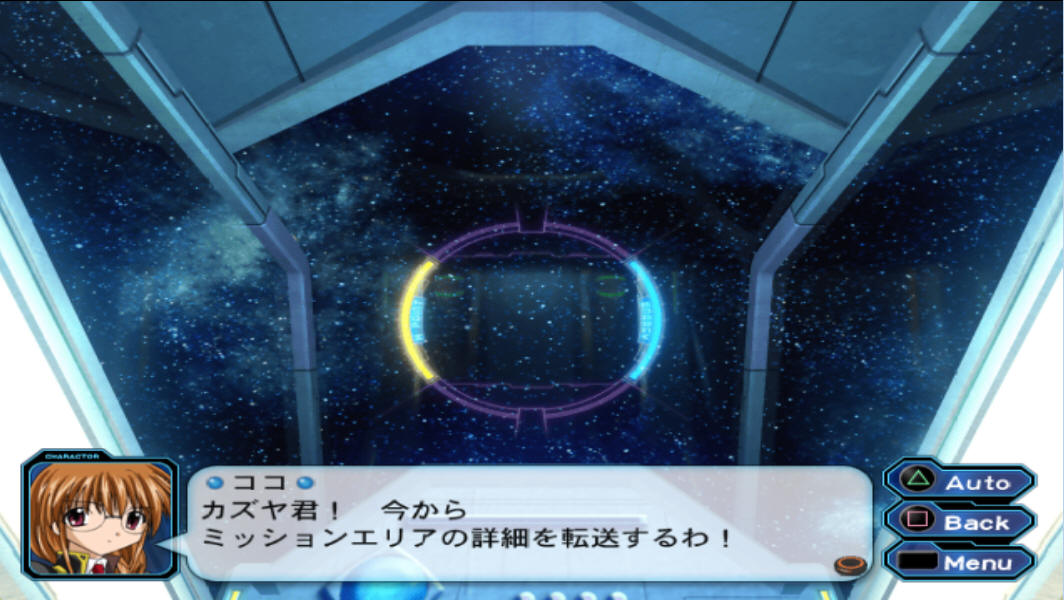 CHARACTOR
ココ
カズヤ君！　今から
ミッションエリアの詳細を転送するわ！
Auto
Back
Menu